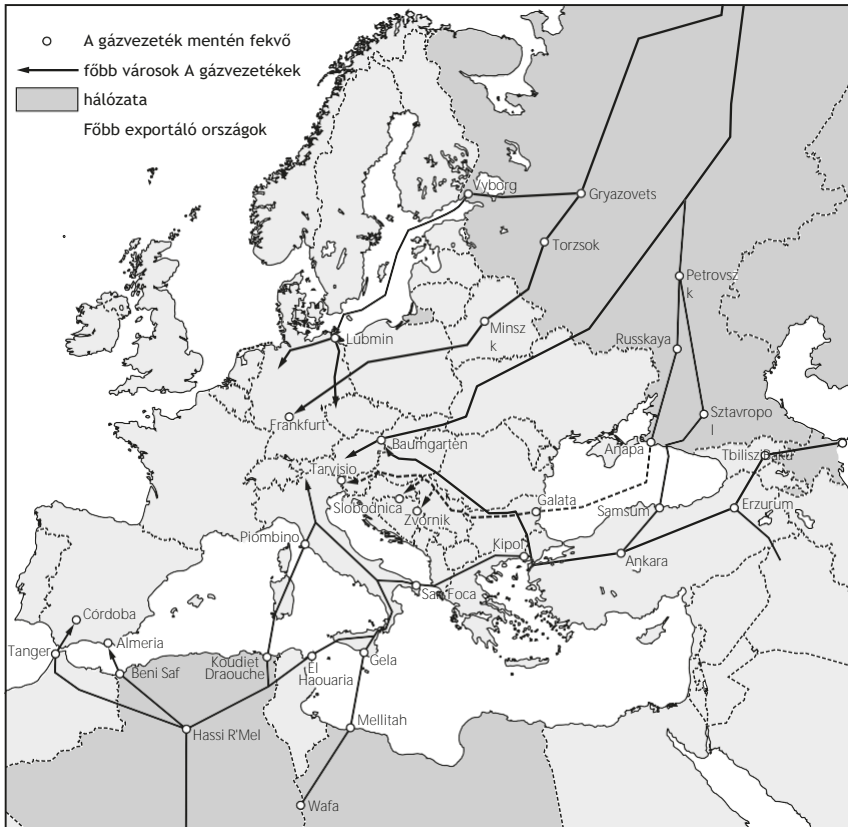 A gázvezeték mentén fekvő
főbb városok A gázvezetékek
hálózata
Főbb exportáló országok
Vyborg
Gryazovets
Torzsok
Petrovsz
k
Minsz
k
Lubmin
Russkaya
Frankfurt
Sztavropo
l
Baumgarten
Anapa
Tbiliszi
Baku
Tarvisio
Slobodnica
Galata
Zvornik
Samsum
Erzurum
Piombino
Kipoi
Ankara
San Foca
Córdoba
Almeria
Tanger
Koudiet
Draouche
El
Haouaria
Gela
Beni Saf
Hassi R'Mel
Mellitah
Wafa